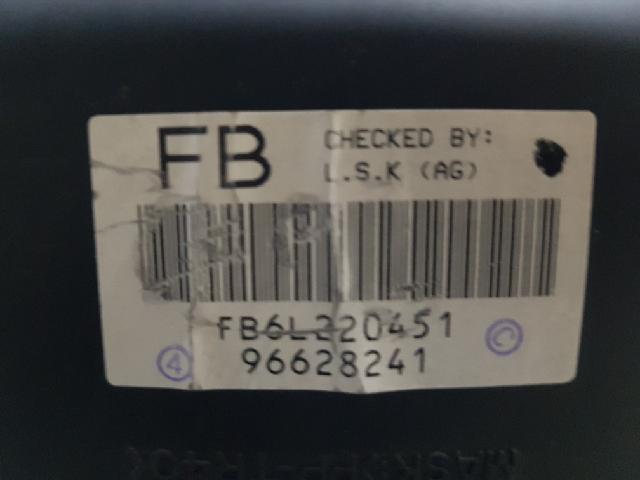 FB
CHECKED BY:
L.S.K (AG)
FB6L220451
96628241
4
C